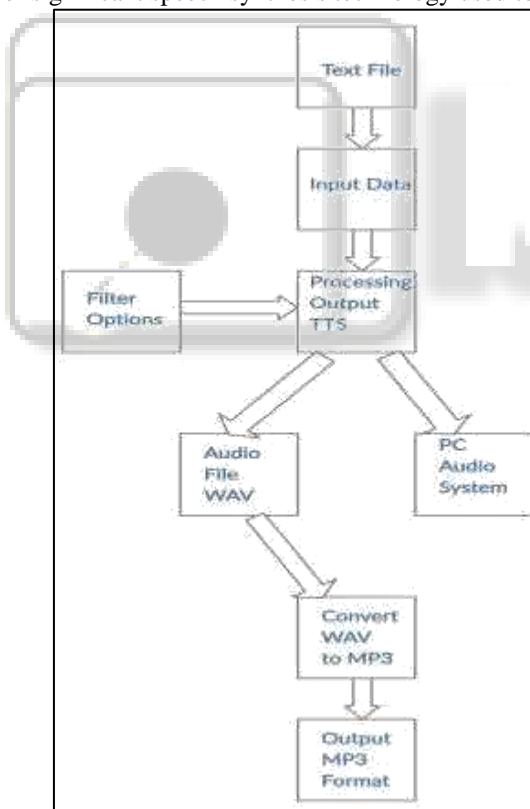 Text File
Input Data
Processing
Output
TTS
Filter
Options
Audio
File
WAV
PC
Audio
System
Convert
WAV
to MP3
Output
MP3
Format